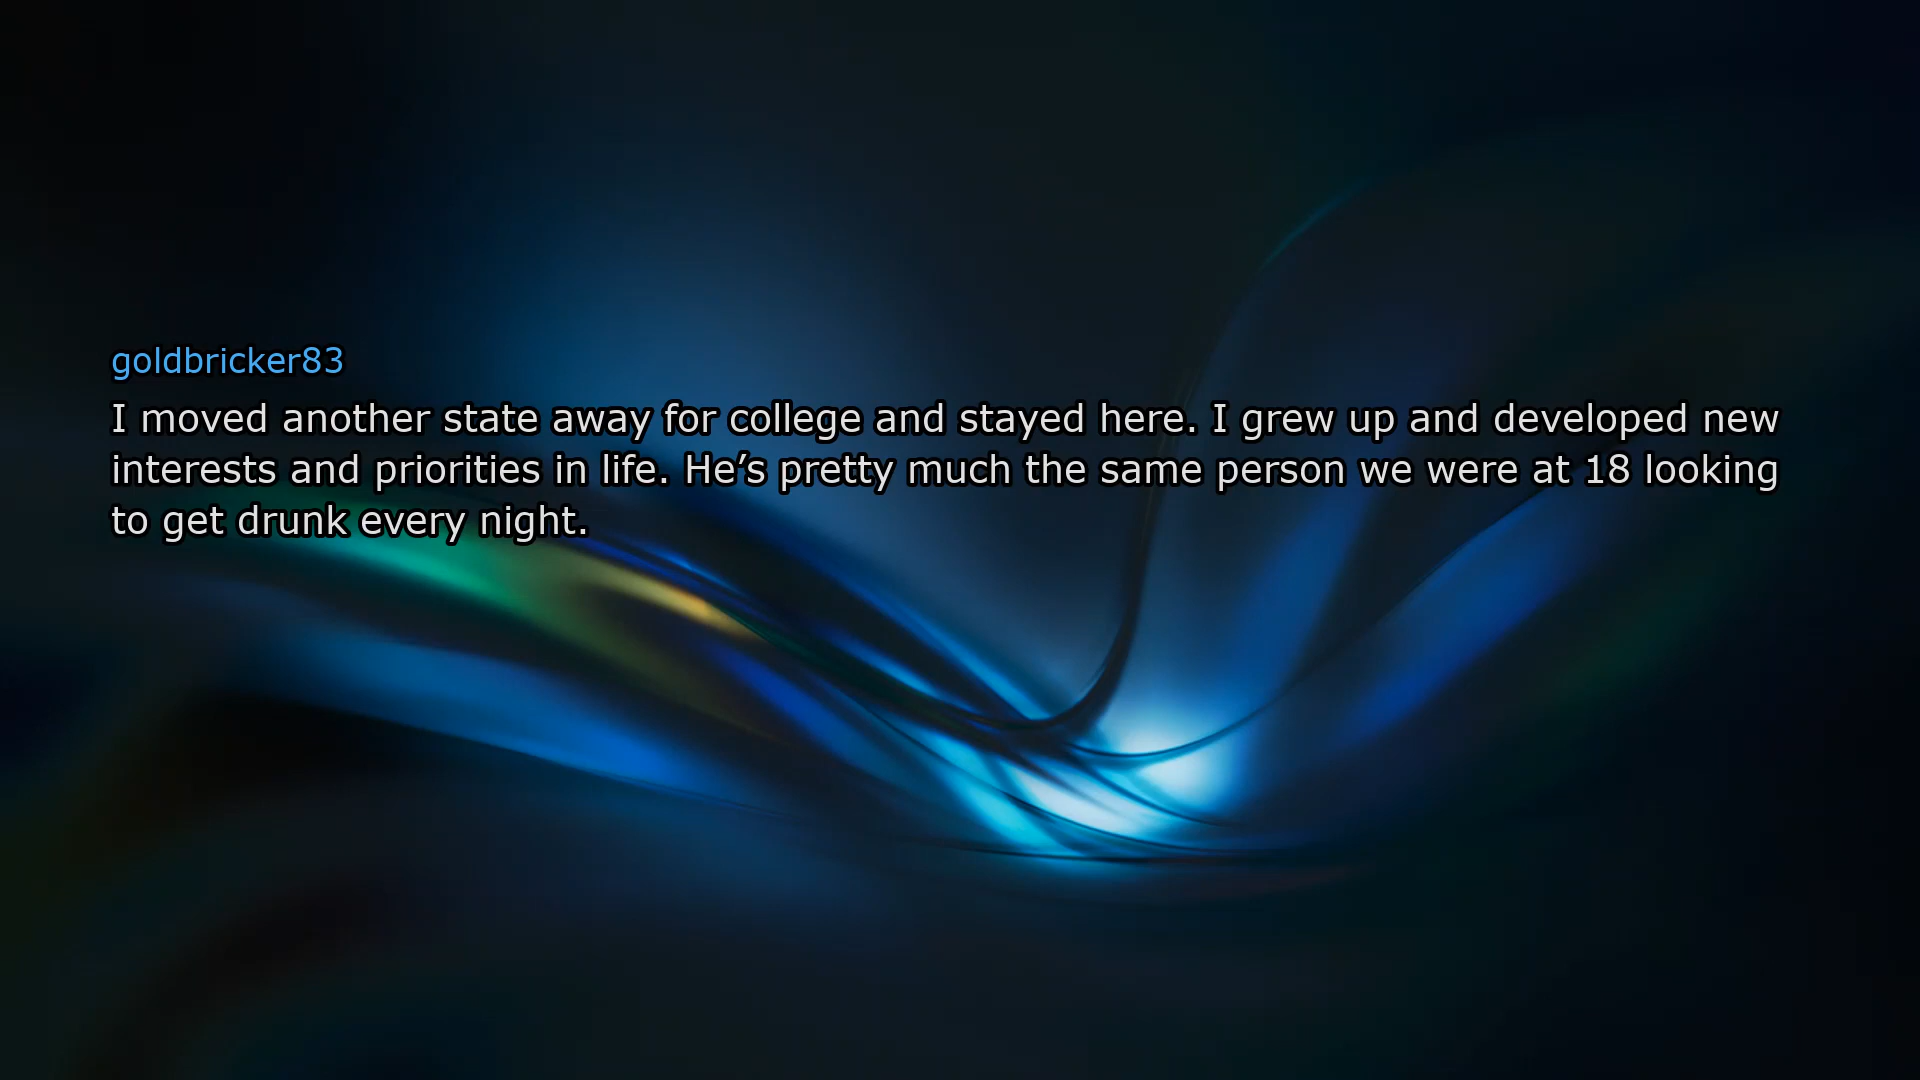 goldbricker83
I moved another state away for college and stayed here. I grew up and developed new
interests and priorities in life. He’s pretty much the same person we were at 18 looking
to get drunk every night.